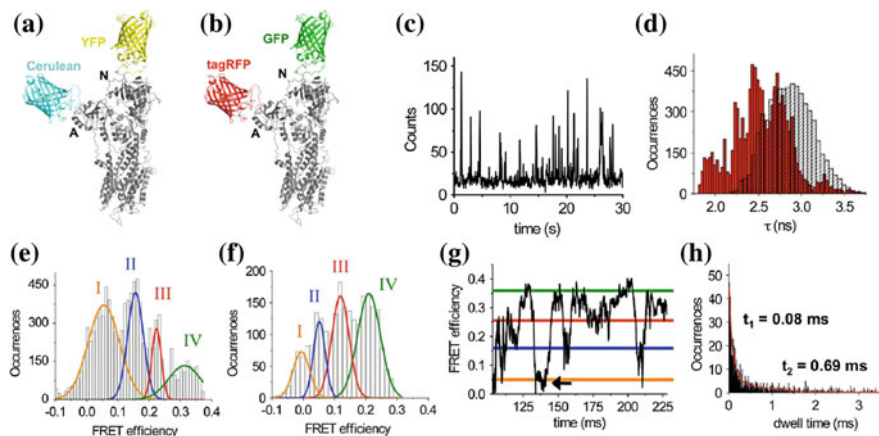 (a)
YFP
Cerulean
N
A
(b)
GFP
tagRFP
N
A
(c)
150
100
50
0
Counts
0 10 20 30
time (s)
(d)
450
300
150
0
Occurrences
2.0 2.5 3.0 3.5
τ (ns)
(e)
I
II
III
IV
450
300
150
0
Occurrences
-0.1 0.0 0.1 0.2 0.3 0.4
FRET efficiency
(f)
I
II
III
IV
200
150
100
50
0
Occurrences
-0.1 0.0 0.1 0.2 0.3 0.4
FRET efficiency
(g)
0.4
0.3
0.2
0.1
0.0
FRET efficiency
100 125 150 175 200 225
time (ms)
(h)
50
40
30
20
10
0
Occurrences
t1 = 0.08 ms
t2 = 0.69 ms
0 1 2 3
dwell time (ms)